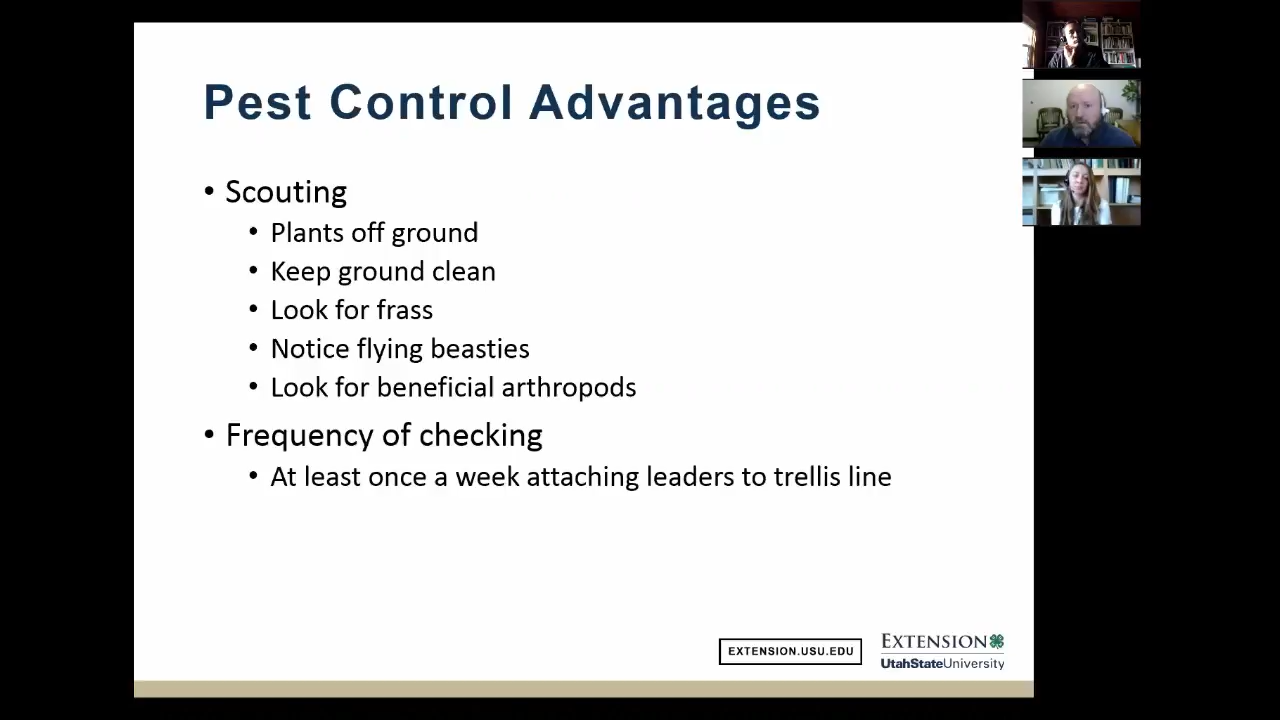 Pest Control Advantages
• Scouting
• Plants off ground
• Keep ground clean
• Look for frass
• Notice flying beasties
• Look for beneficial arthropods
• Frequency of checking
• At least once a week attaching leaders to trellis line
EXTENSION.USU.EDU
EXTENSION
UtahStateUniversity